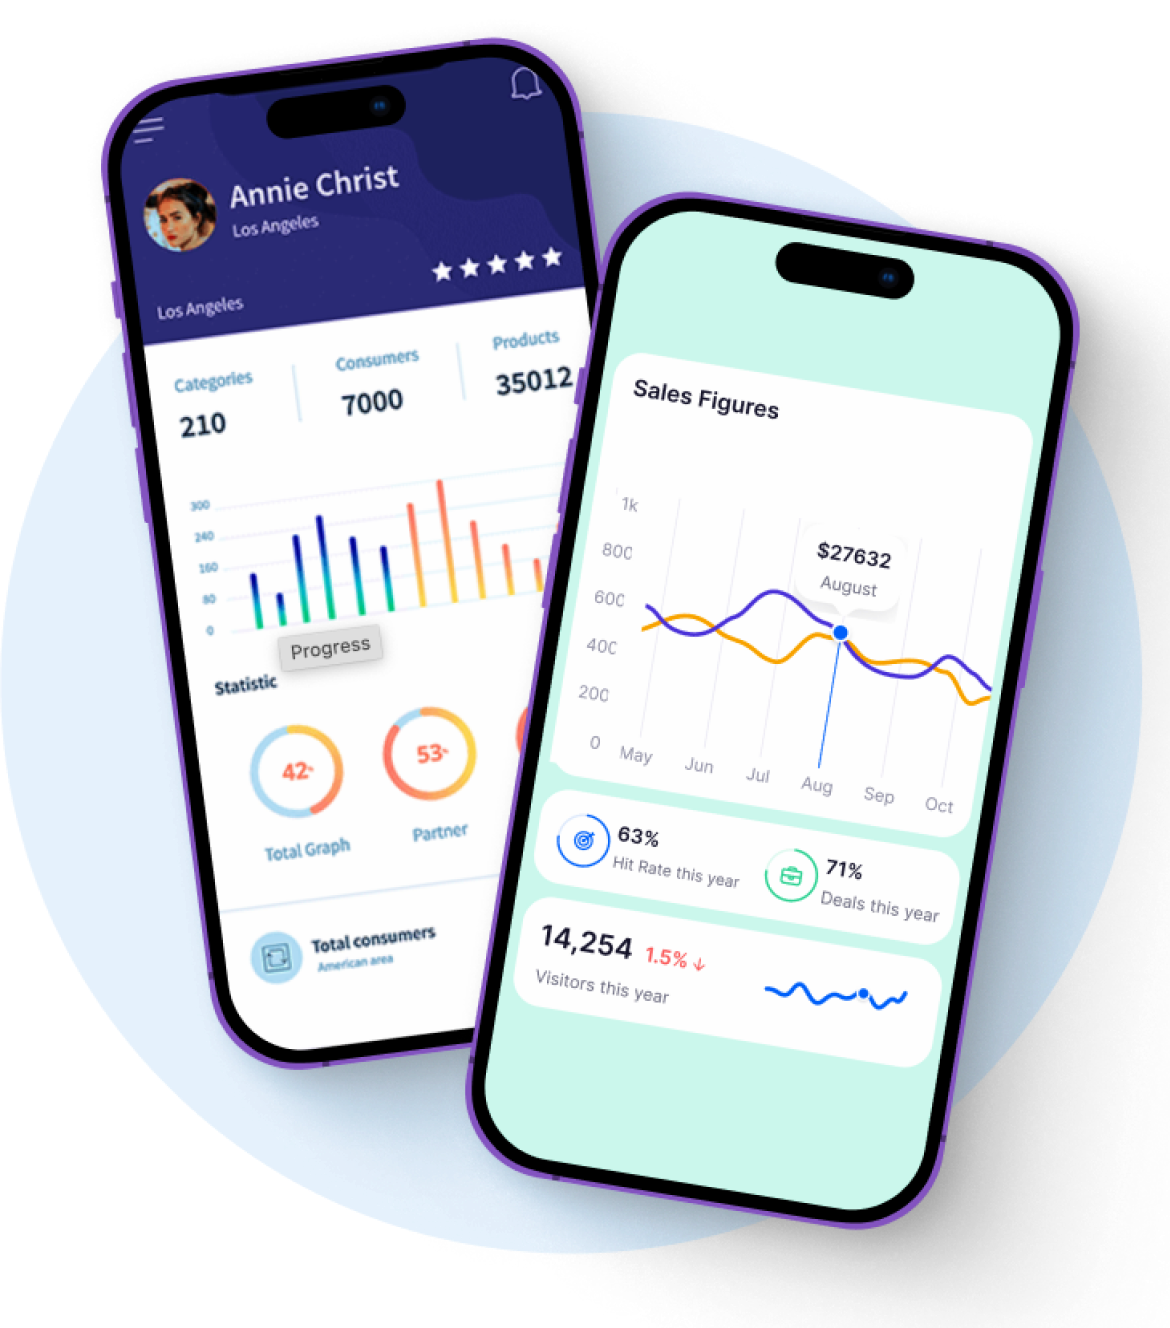 Annie Christ
Los Angeles
Los Angeles
Categories
210
Consumers
7000
Products
35012
300
240
160
80
0
Progress
Statistic
42%
Total Graph
53%
Partner
Total consumers
American area
Sales Figures
1k
800
600
400
200
0
$27632
August
May Jun Jul Aug Sep Oct
63%
Hit Rate this year
71%
Deals this year
14,254 1.5% ↓
Visitors this year